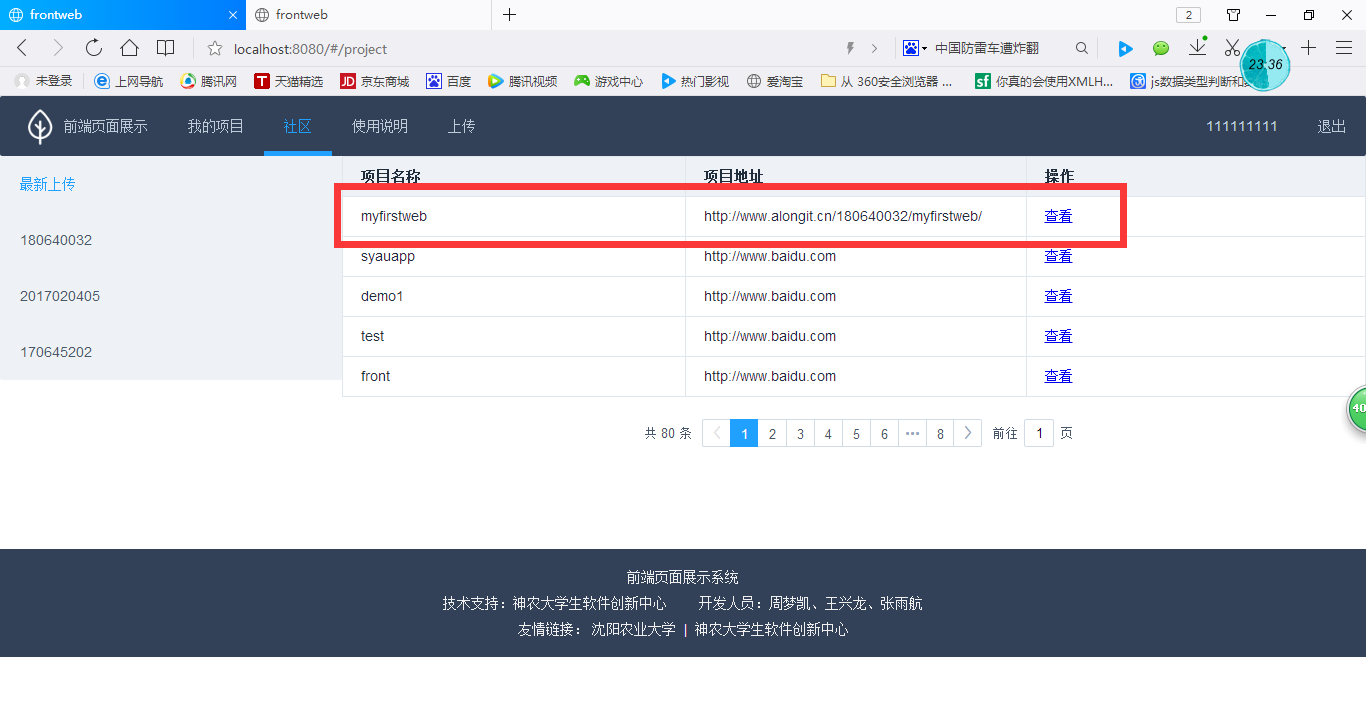 frontweb
frontweb
2
localhost:8080/#/project
中国防雷车遭炸翻
23:36
未登录 上网导航 腾讯网 天猫精选 京东商城 百度 腾讯视频 游戏中心 热门影视 爱淘宝 从 360安全浏览器 ... 你真的会使用XMLH... js数据类型判断和
前端页面展示 我的项目 社区 使用说明 上传 111111111 退出
最新上传
180640032
2017020405
170645202
项目名称 项目地址 操作
myfirstweb http://www.alongit.cn/180640032/myfirstweb/ 查看
syauapp http://www.baidu.com 查看
demo1 http://www.baidu.com 查看
test http://www.baidu.com 查看
front http://www.baidu.com 查看
40
共 80 条 1 2 3 4 5 6 ••• 8 前往 1 页
前端页面展示系统
技术支持：神农大学生软件创新中心 开发人员：周梦凯、王兴龙、张雨航
友情链接： 沈阳农业大学 | 神农大学生软件创新中心